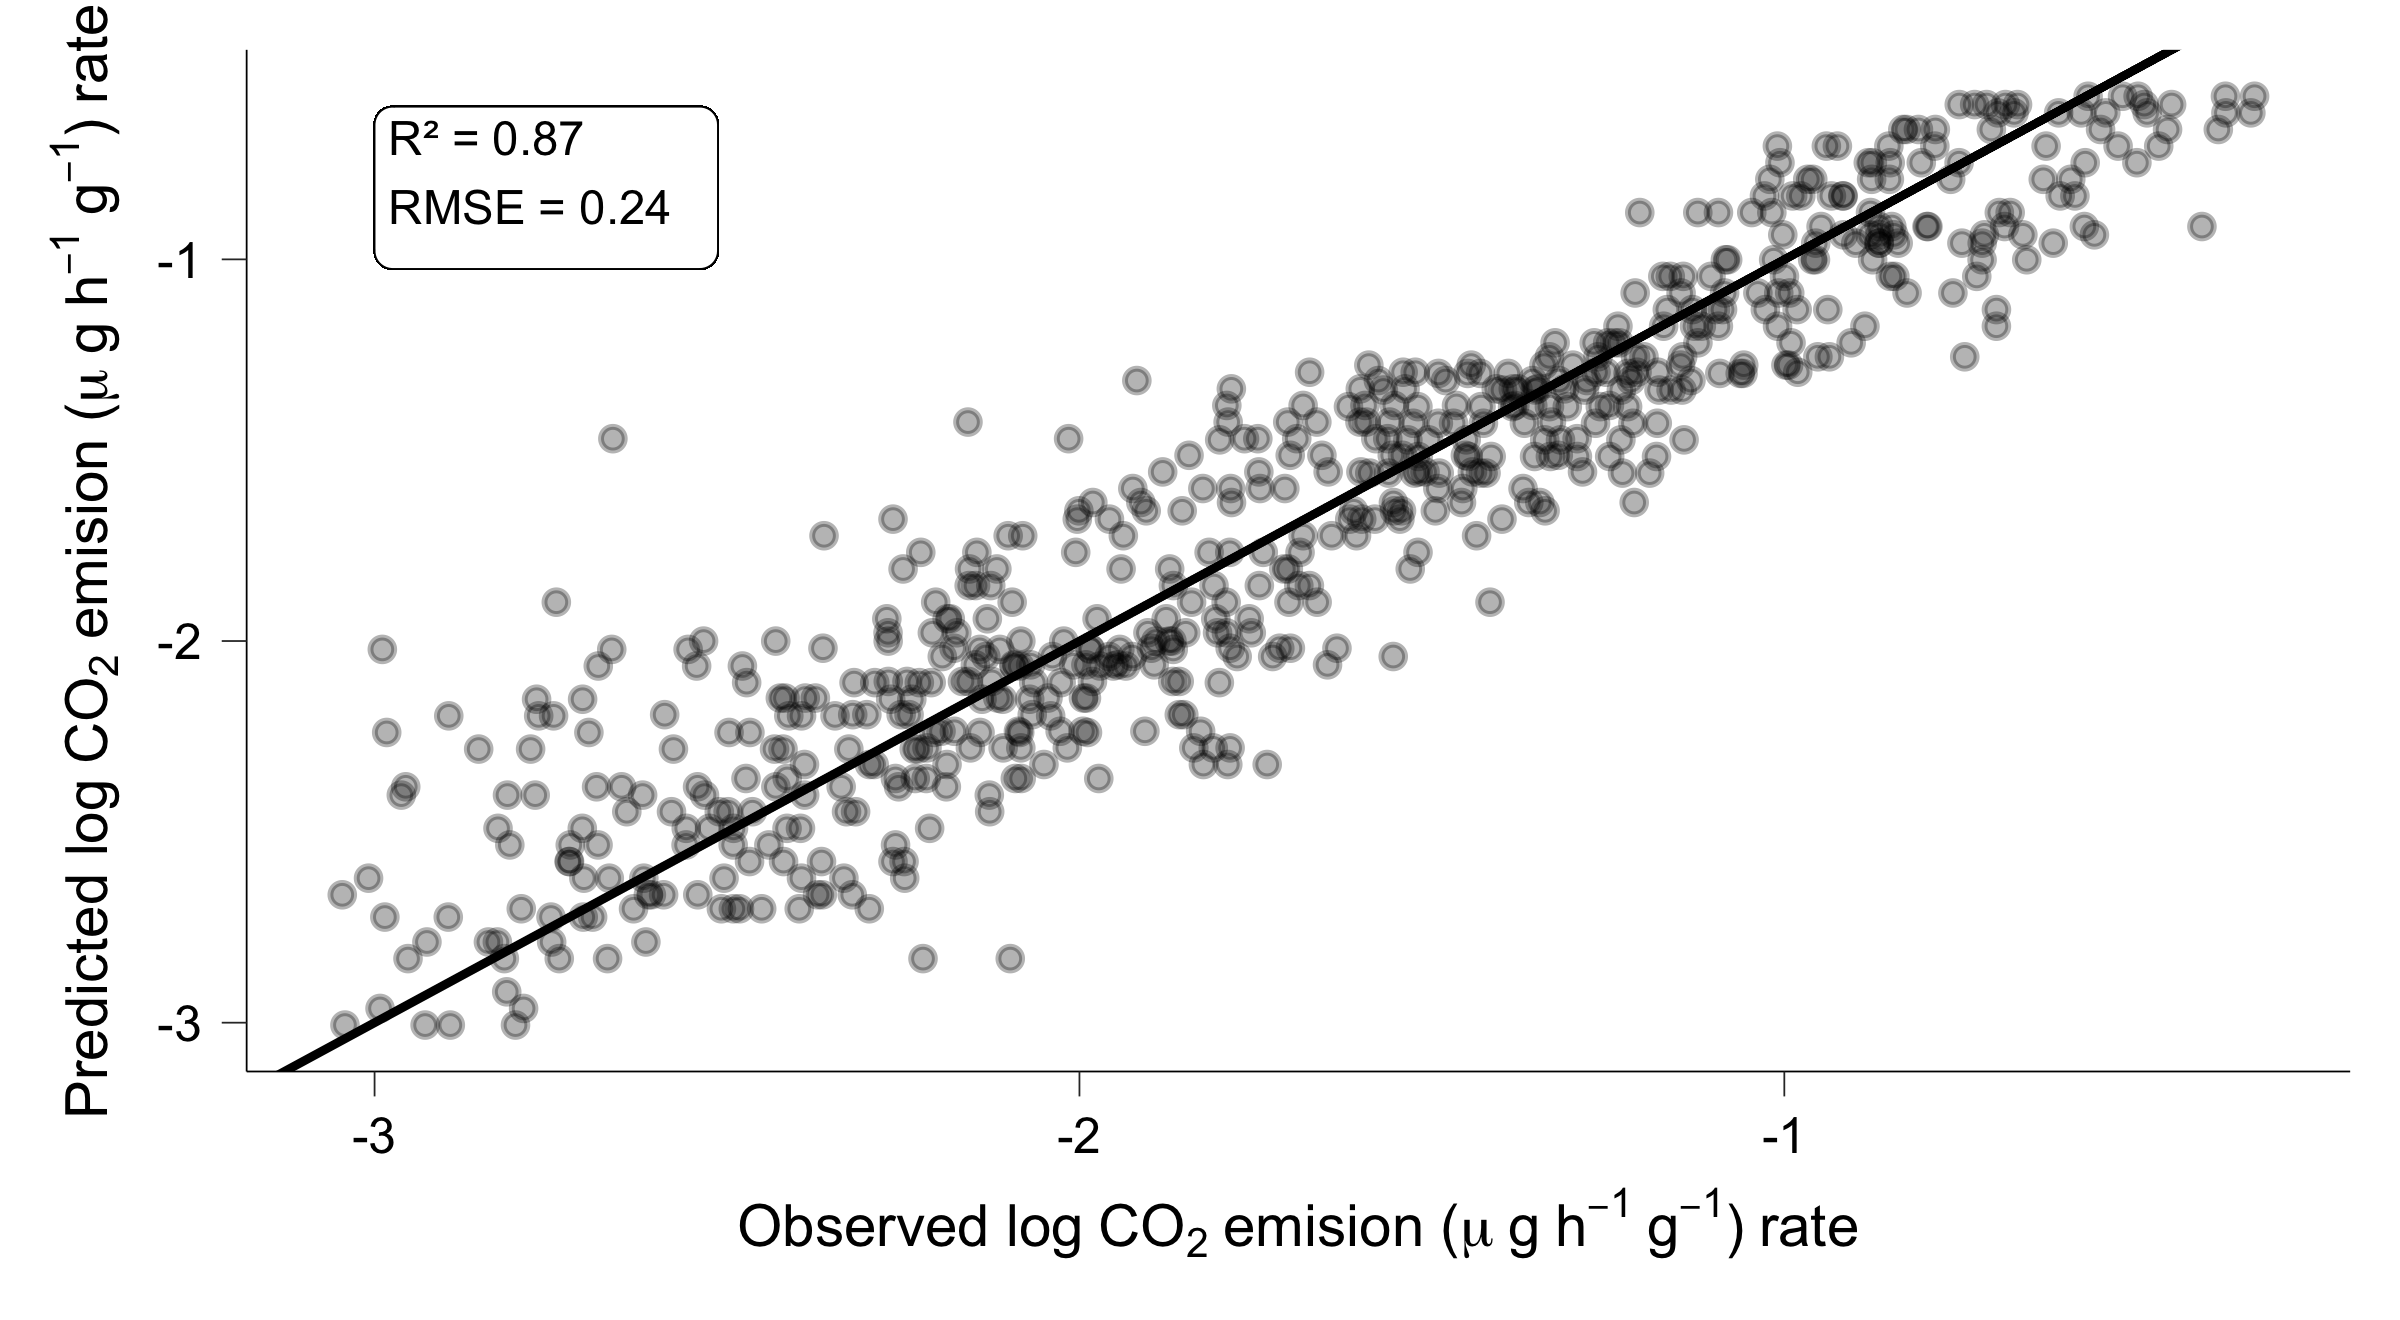 Predicted log CO₂ emision (μ g h⁻¹ g⁻¹) rate
R² = 0.87
RMSE = 0.24
-1
-2
-3
-3 -2 -1
Observed log CO₂ emision (μ g h⁻¹ g⁻¹) rate